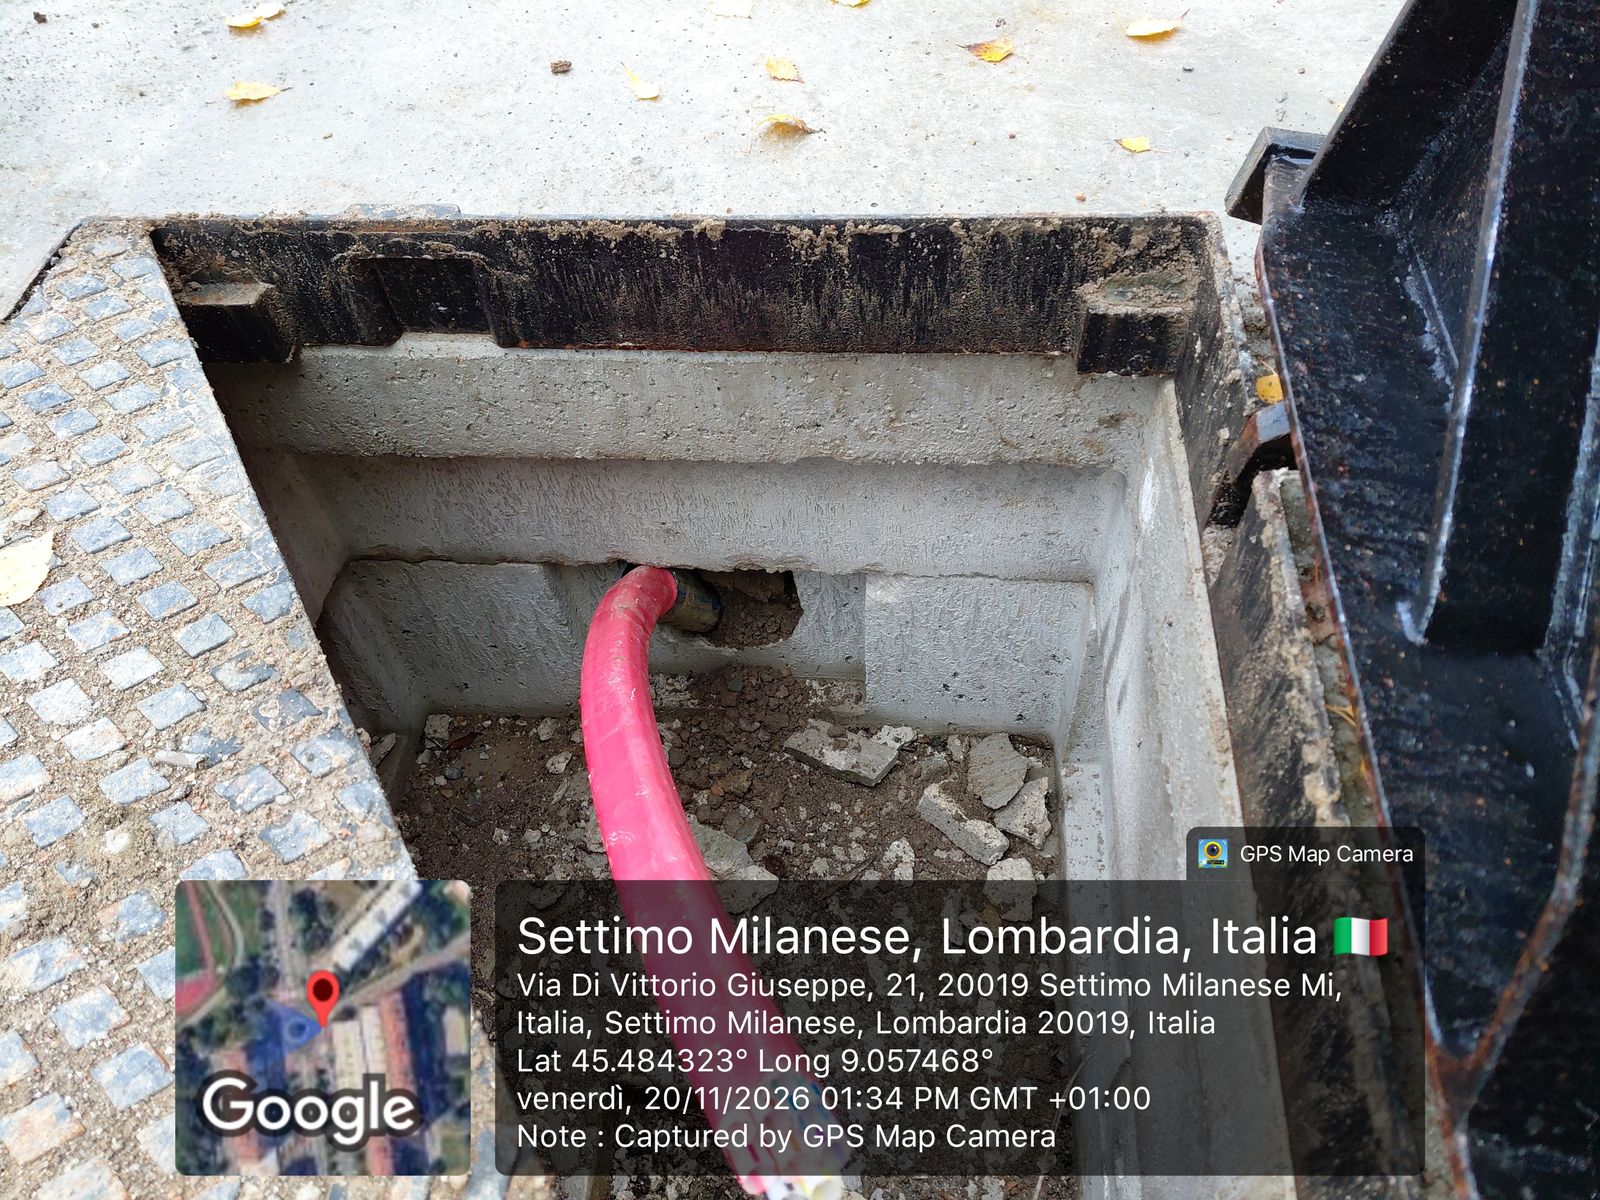 GPS Map Camera
Settimo Milanese, Lombardia, Italia 🇮🇹
Via Di Vittorio Giuseppe, 21, 20019 Settimo Milanese Mi,
Italia, Settimo Milanese, Lombardia 20019, Italia
Lat 45.484323° Long 9.057468°
venerdì, 20/11/2026 01:34 PM GMT +01:00
Note : Captured by GPS Map Camera
Google